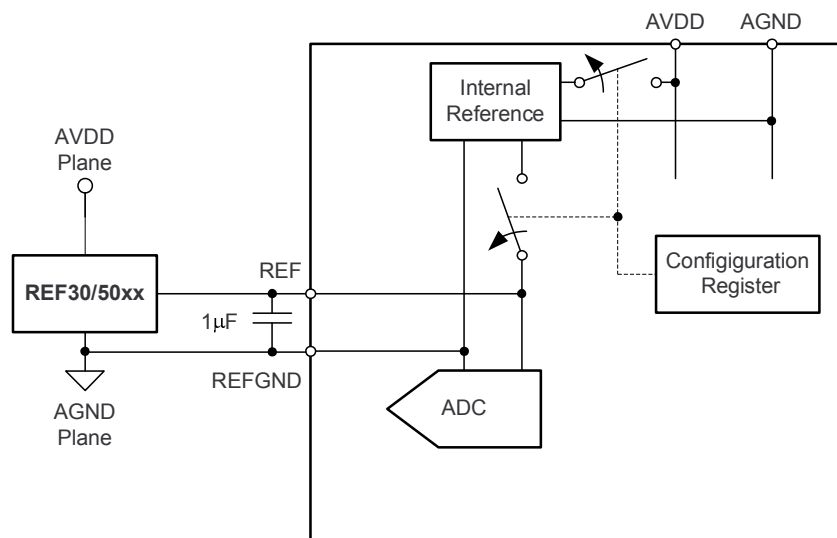 AVDD AGND
Internal
Reference
AVDD
Plane
Configiguration
Register
REF
REF30/50xx
1μF
REFGND
ADC
AGND
Plane